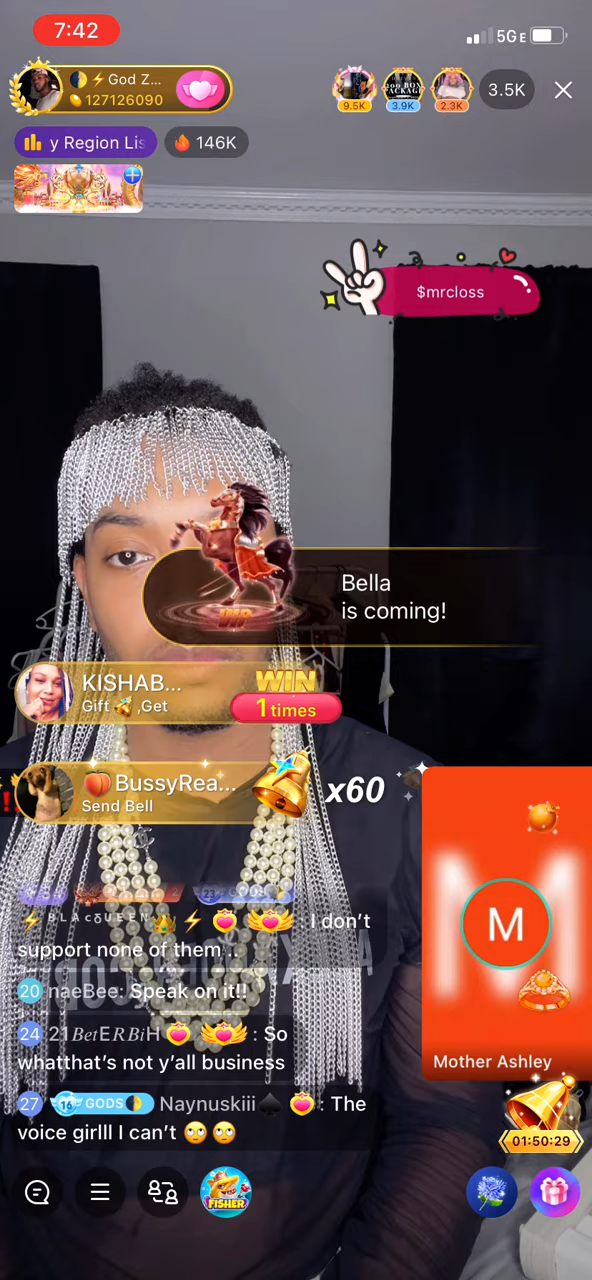 7:42
5G E
God Z...
127126090
9.5K
3.9K
2.3K
3.5K
y Region Lis
146K
$mrcloss
VIP
Bella
is coming!
KISHAB...
Gift ,Get
WIN
1 times
BussyRea...
Send Bell
x60
BLAcδUEEN : I don't
support none of them ..
20 naeBee: Speak on it!!
24 21𝐵𝑒𝑡E𝑅𝐵𝑖H : So
whatthat's not y'all business
27 16 GODS Naynuskiii♠ : The
voice girlll I can't 🙄 🙄
M
Mother Ashley
01:50:29
FISHER